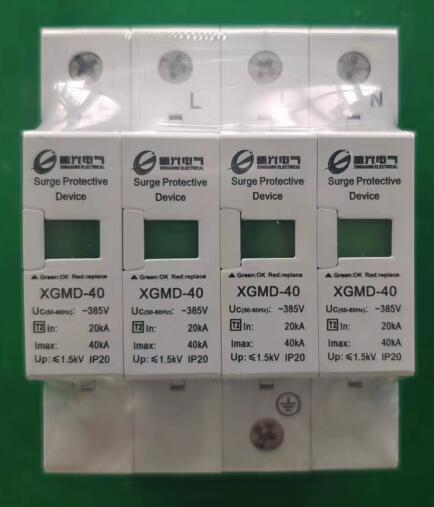 L
N
Surge Protective
Device
Green:OK Red:replace
XGMD-40
Uc(50-60Hz): ~385V
T2 In: 20kA
Imax: 40kA
Up:≤1.5kV IP20
Surge Protective
Device
Green:OK Red:replace
XGMD-40
Uc(50-60Hz): ~385V
T2 In: 20kA
Imax: 40kA
Up:≤1.5kV IP20
Surge Protective
Device
Green:OK Red:replace
XGMD-40
Uc(50-60Hz): ~385V
T2 In: 20kA
Imax: 40kA
Up:≤1.5kV IP20
Surge Protective
Device
Green:OK Red:replace
XGMD-40
Uc(50-60Hz): ~385V
T2 In: 20kA
Imax: 40kA
Up:≤1.5kV IP20